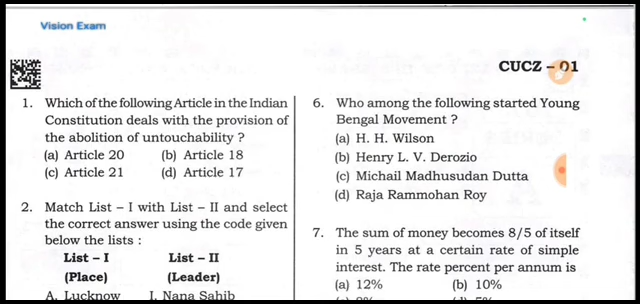 Vision Exam
CUCZ – 01
1. Which of the following Article in the Indian
Constitution deals with the provision of
the abolition of untouchability ?
(a) Article 20 (b) Article 18
(c) Article 21 (d) Article 17
2. Match List – I with List – II and select
the correct answer using the code given
below the lists :
List – I List – II
(Place) (Leader)
A. Lucknow I. Nana Sahib
6. Who among the following started Young
Bengal Movement ?
(a) H. H. Wilson
(b) Henry L. V. Derozio
(c) Michail Madhusudan Dutta
(d) Raja Rammohan Roy
7. The sum of money becomes 8/5 of itself
in 5 years at a certain rate of simple
interest. The rate percent per annum is
(a) 12% (b) 10%